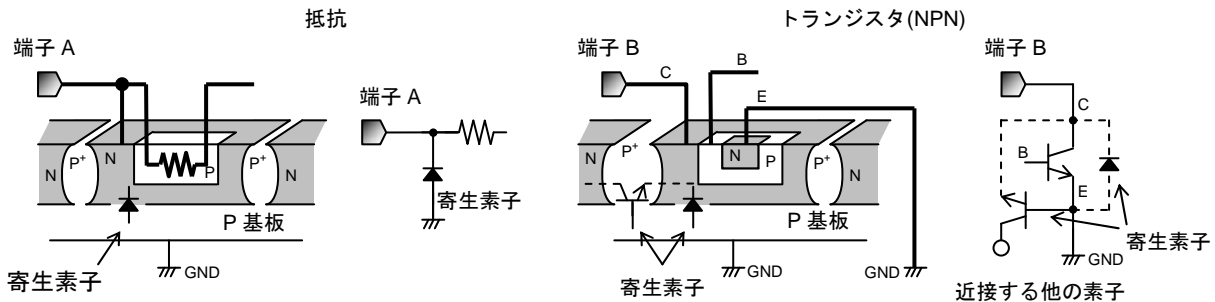 抵抗
トランジスタ(NPN)
端子 A
端子 A
N
P+
N
P
P+
N
P 基板
寄生素子
寄生素子
GND
端子 B
C
B
E
N
P+
N
P
P+
N
P 基板
寄生素子
GND
GND
端子 B
C
B
E
寄生素子
GND
近接する他の素子